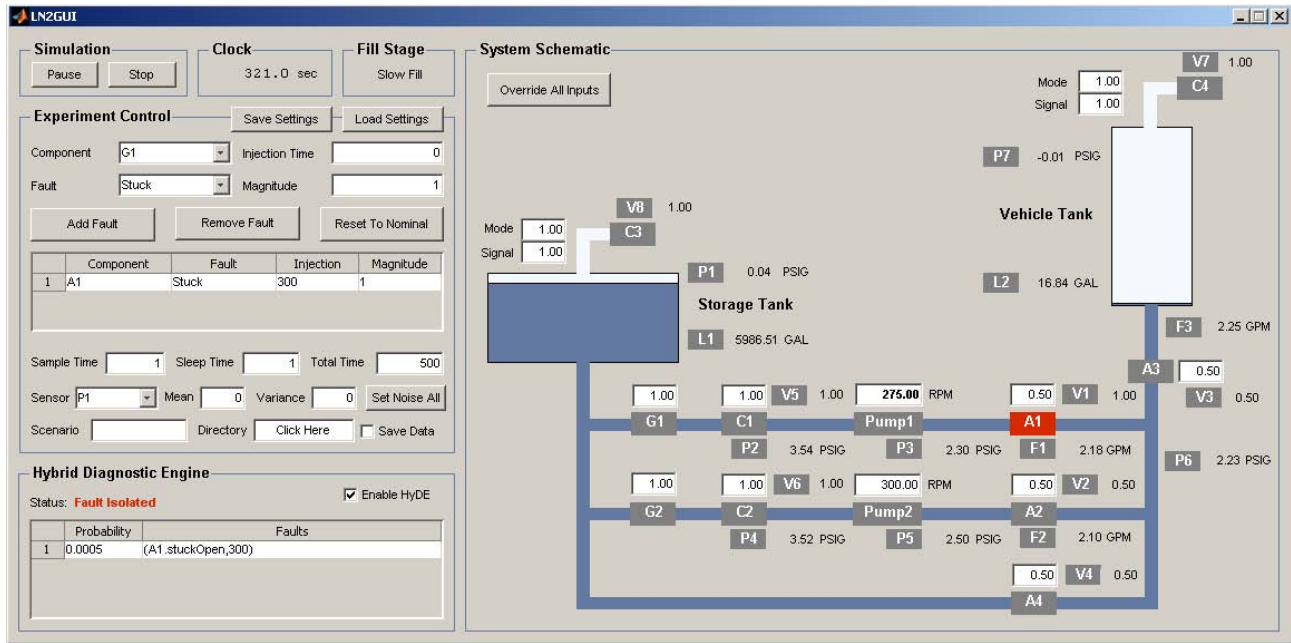 LN2GUI
Simulation
Pause Stop
Clock
321.0 sec
Fill Stage
Slow Fill
Experiment Control
Save Settings Load Settings
Component G1 Injection Time 0
Fault Stuck Magnitude 1
Add Fault Remove Fault Reset To Nominal
Component Fault Injection Magnitude
1 A1 Stuck 300 1
Sample Time 1 Sleep Time 1 Total Time 500
Sensor P1 Mean 0 Variance 0 Set Noise All
Scenario Directory Click Here Save Data
Hybrid Diagnostic Engine
Status: Fault Isolated Enable HyDE
Probability Faults
1 0.0005 (A1.stuckOpen,300)
System Schematic
Override All Inputs
V7 1.00
Mode 1.00 C4
Signal 1.00
P7 -0.01 PSIG
V8 1.00
Mode 1.00 C3
Signal 1.00
Vehicle Tank
P1 0.04 PSIG
L2 16.84 GAL
Storage Tank
F3 2.25 GPM
L1 5986.51 GAL
A3 0.50
V3 0.50
1.00 1.00 V5 1.00 275.00 RPM 0.50 V1 1.00
G1 C1 Pump1 A1
P2 3.54 PSIG P3 2.30 PSIG F1 2.18 GPM
P6 2.23 PSIG
1.00 1.00 V6 1.00 300.00 RPM 0.50 V2 0.50
G2 C2 Pump2 A2
P4 3.52 PSIG P5 2.50 PSIG F2 2.10 GPM
0.50 V4 0.50
A4